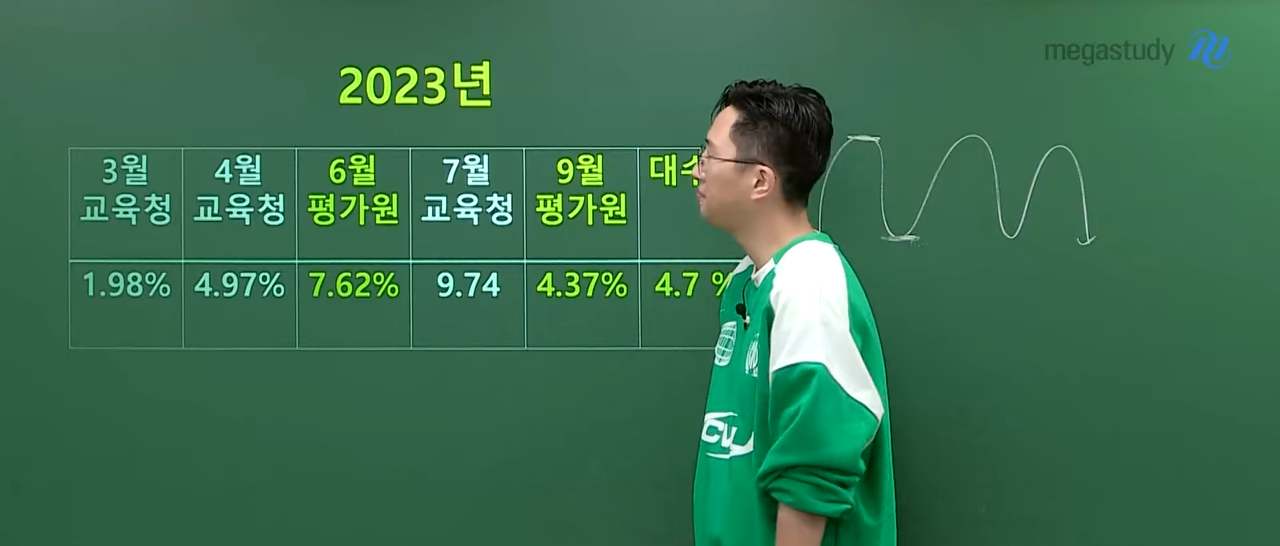 megastudy
2023년
3월 4월 6월 7월 9월 대수
교육청 교육청 평가원 교육청 평가원
1.98% 4.97% 7.62% 9.74 4.37% 4.7 %